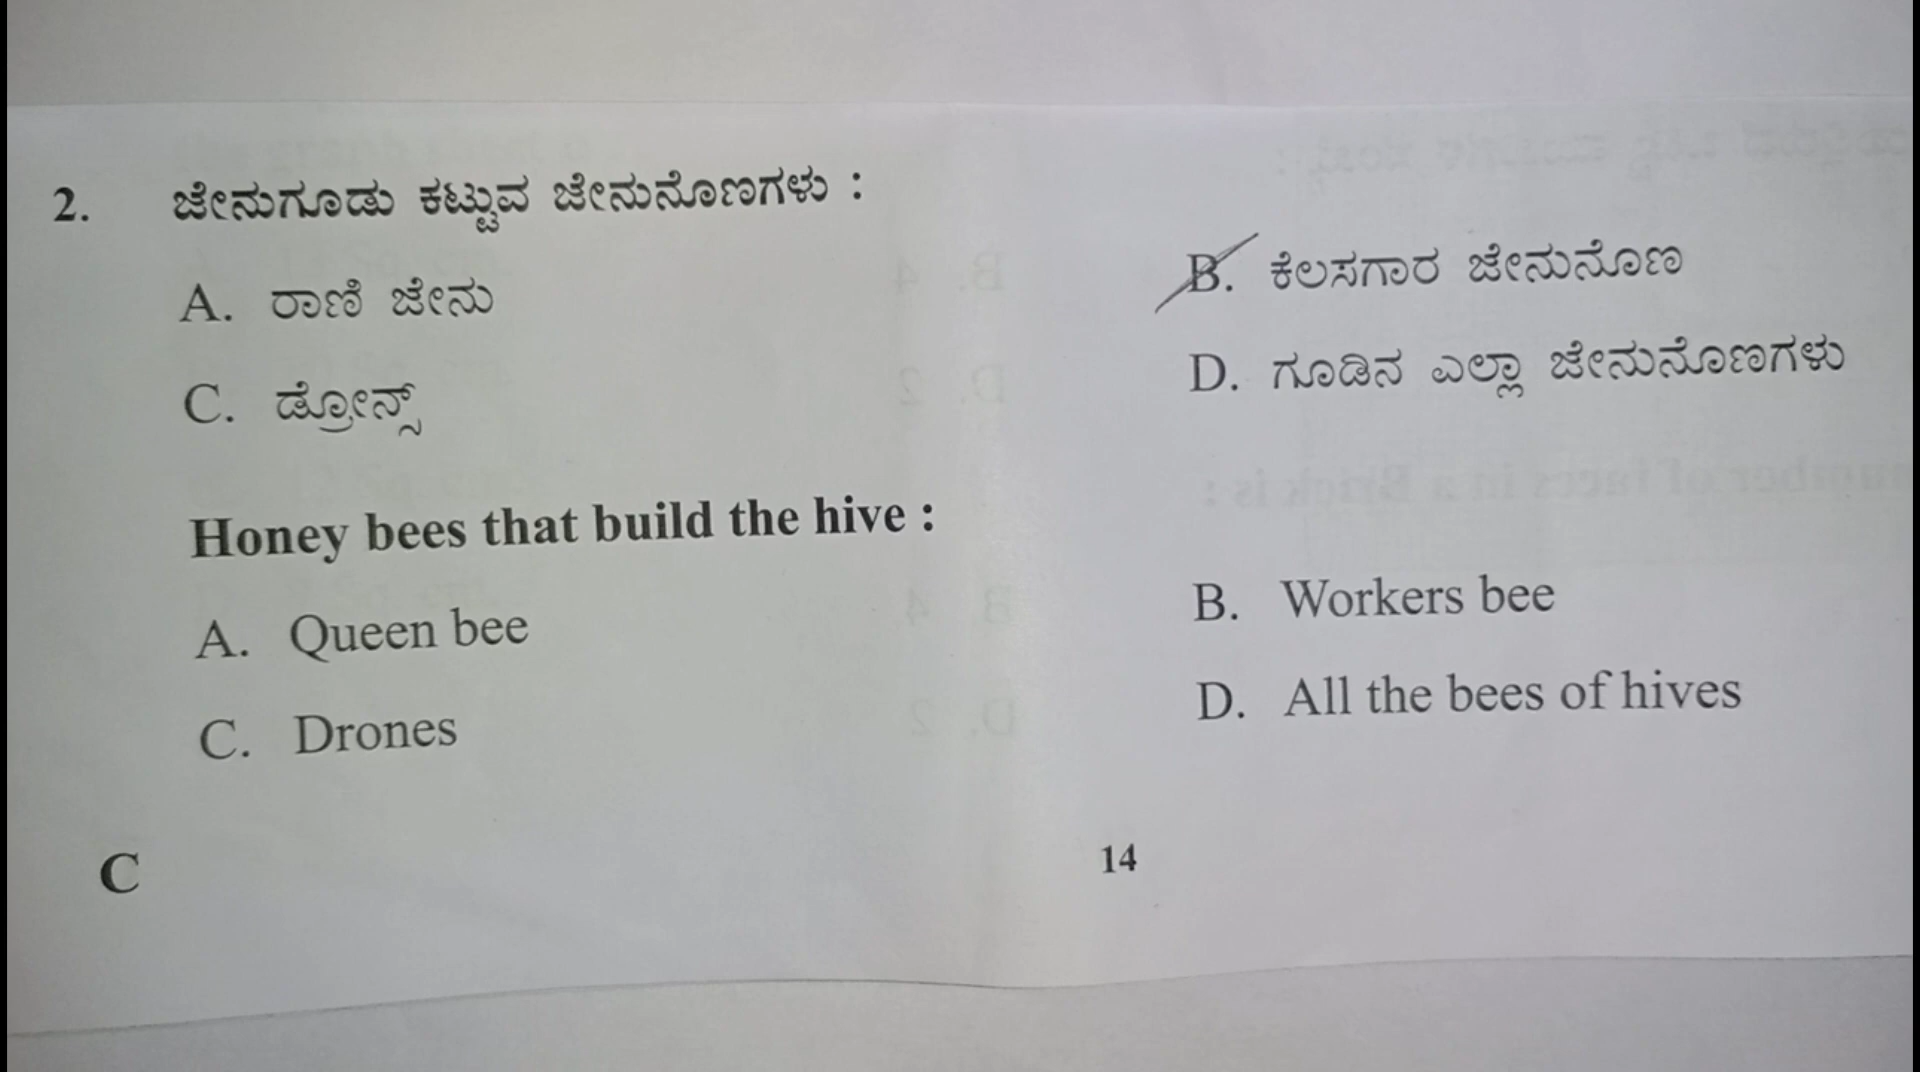 2. ಜೇನುಗೂಡು ಕಟ್ಟುವ ಜೇನುನೊಣಗಳು :
A. ರಾಣಿ ಜೇನು
B. ಕೆಲಸಗಾರ ಜೇನುನೊಣ
C. ಡ್ರೋನ್ಸ್
D. ಗೂಡಿನ ಎಲ್ಲಾ ಜೇನುನೊಣಗಳು
Honey bees that build the hive :
A. Queen bee
B. Workers bee
C. Drones
D. All the bees of hives
C
14